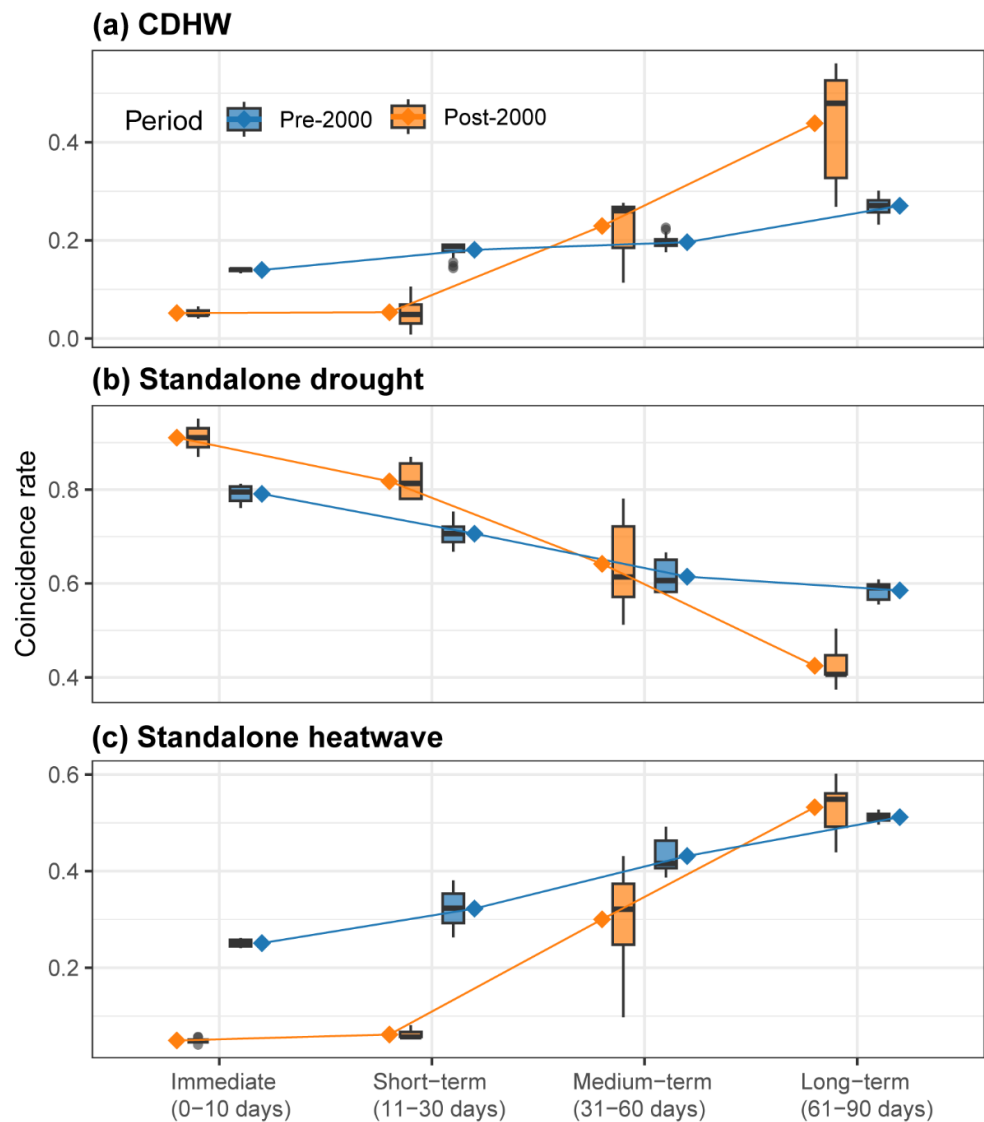 (a) CDHW
Period Pre-2000 Post-2000
0.4
0.2
0.0
(b) Standalone drought
Coincidence rate
0.8
0.6
0.4
(c) Standalone heatwave
0.6
0.4
0.2
Immediate Short−term Medium−term Long−term
(0−10 days) (11−30 days) (31−60 days) (61−90 days)